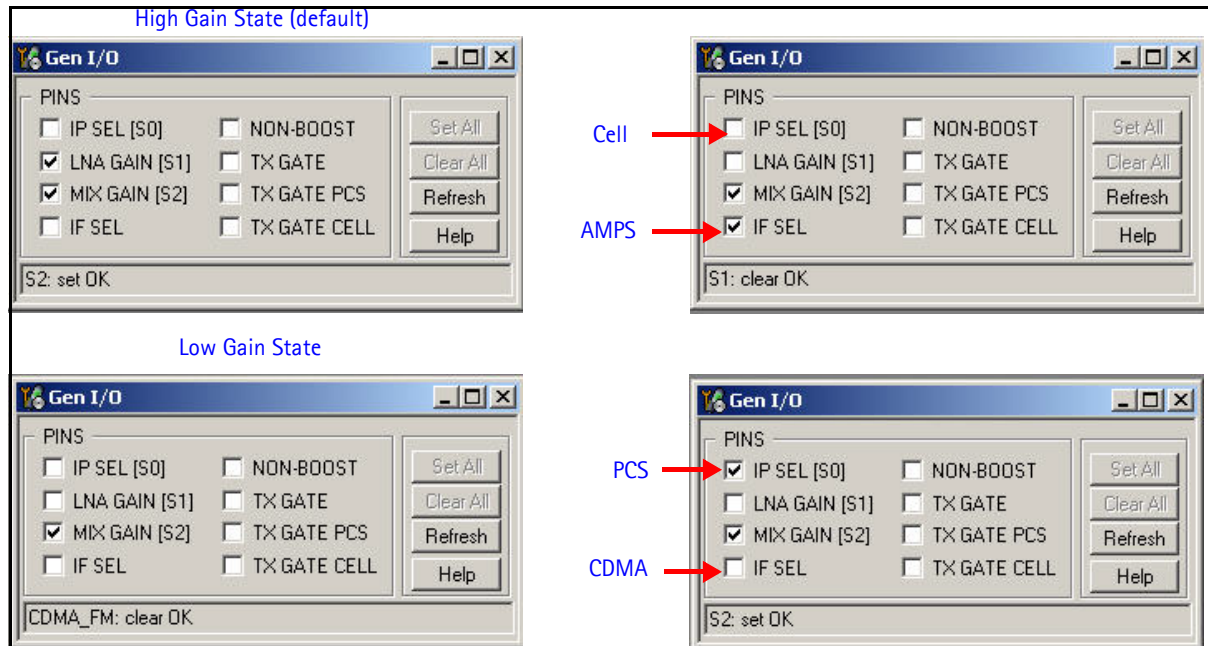 High Gain State (default)
Gen I/O
PINS
IP SEL [S0] NON-BOOST Set All
LNA GAIN [S1] TX GATE Clear All
MIX GAIN [S2] TX GATE PCS Refresh
IF SEL TX GATE CELL Help
S2: set OK
Gen I/O
PINS
Cell IP SEL [S0] NON-BOOST Set All
LNA GAIN [S1] TX GATE Clear All
MIX GAIN [S2] TX GATE PCS Refresh
AMPS IF SEL TX GATE CELL Help
S1: clear OK
Low Gain State
Gen I/O
PINS
IP SEL [S0] NON-BOOST Set All
LNA GAIN [S1] TX GATE Clear All
MIX GAIN [S2] TX GATE PCS Refresh
IF SEL TX GATE CELL Help
CDMA_FM: clear OK
Gen I/O
PINS
PCS IP SEL [S0] NON-BOOST Set All
LNA GAIN [S1] TX GATE Clear All
MIX GAIN [S2] TX GATE PCS Refresh
CDMA IF SEL TX GATE CELL Help
S2: set OK